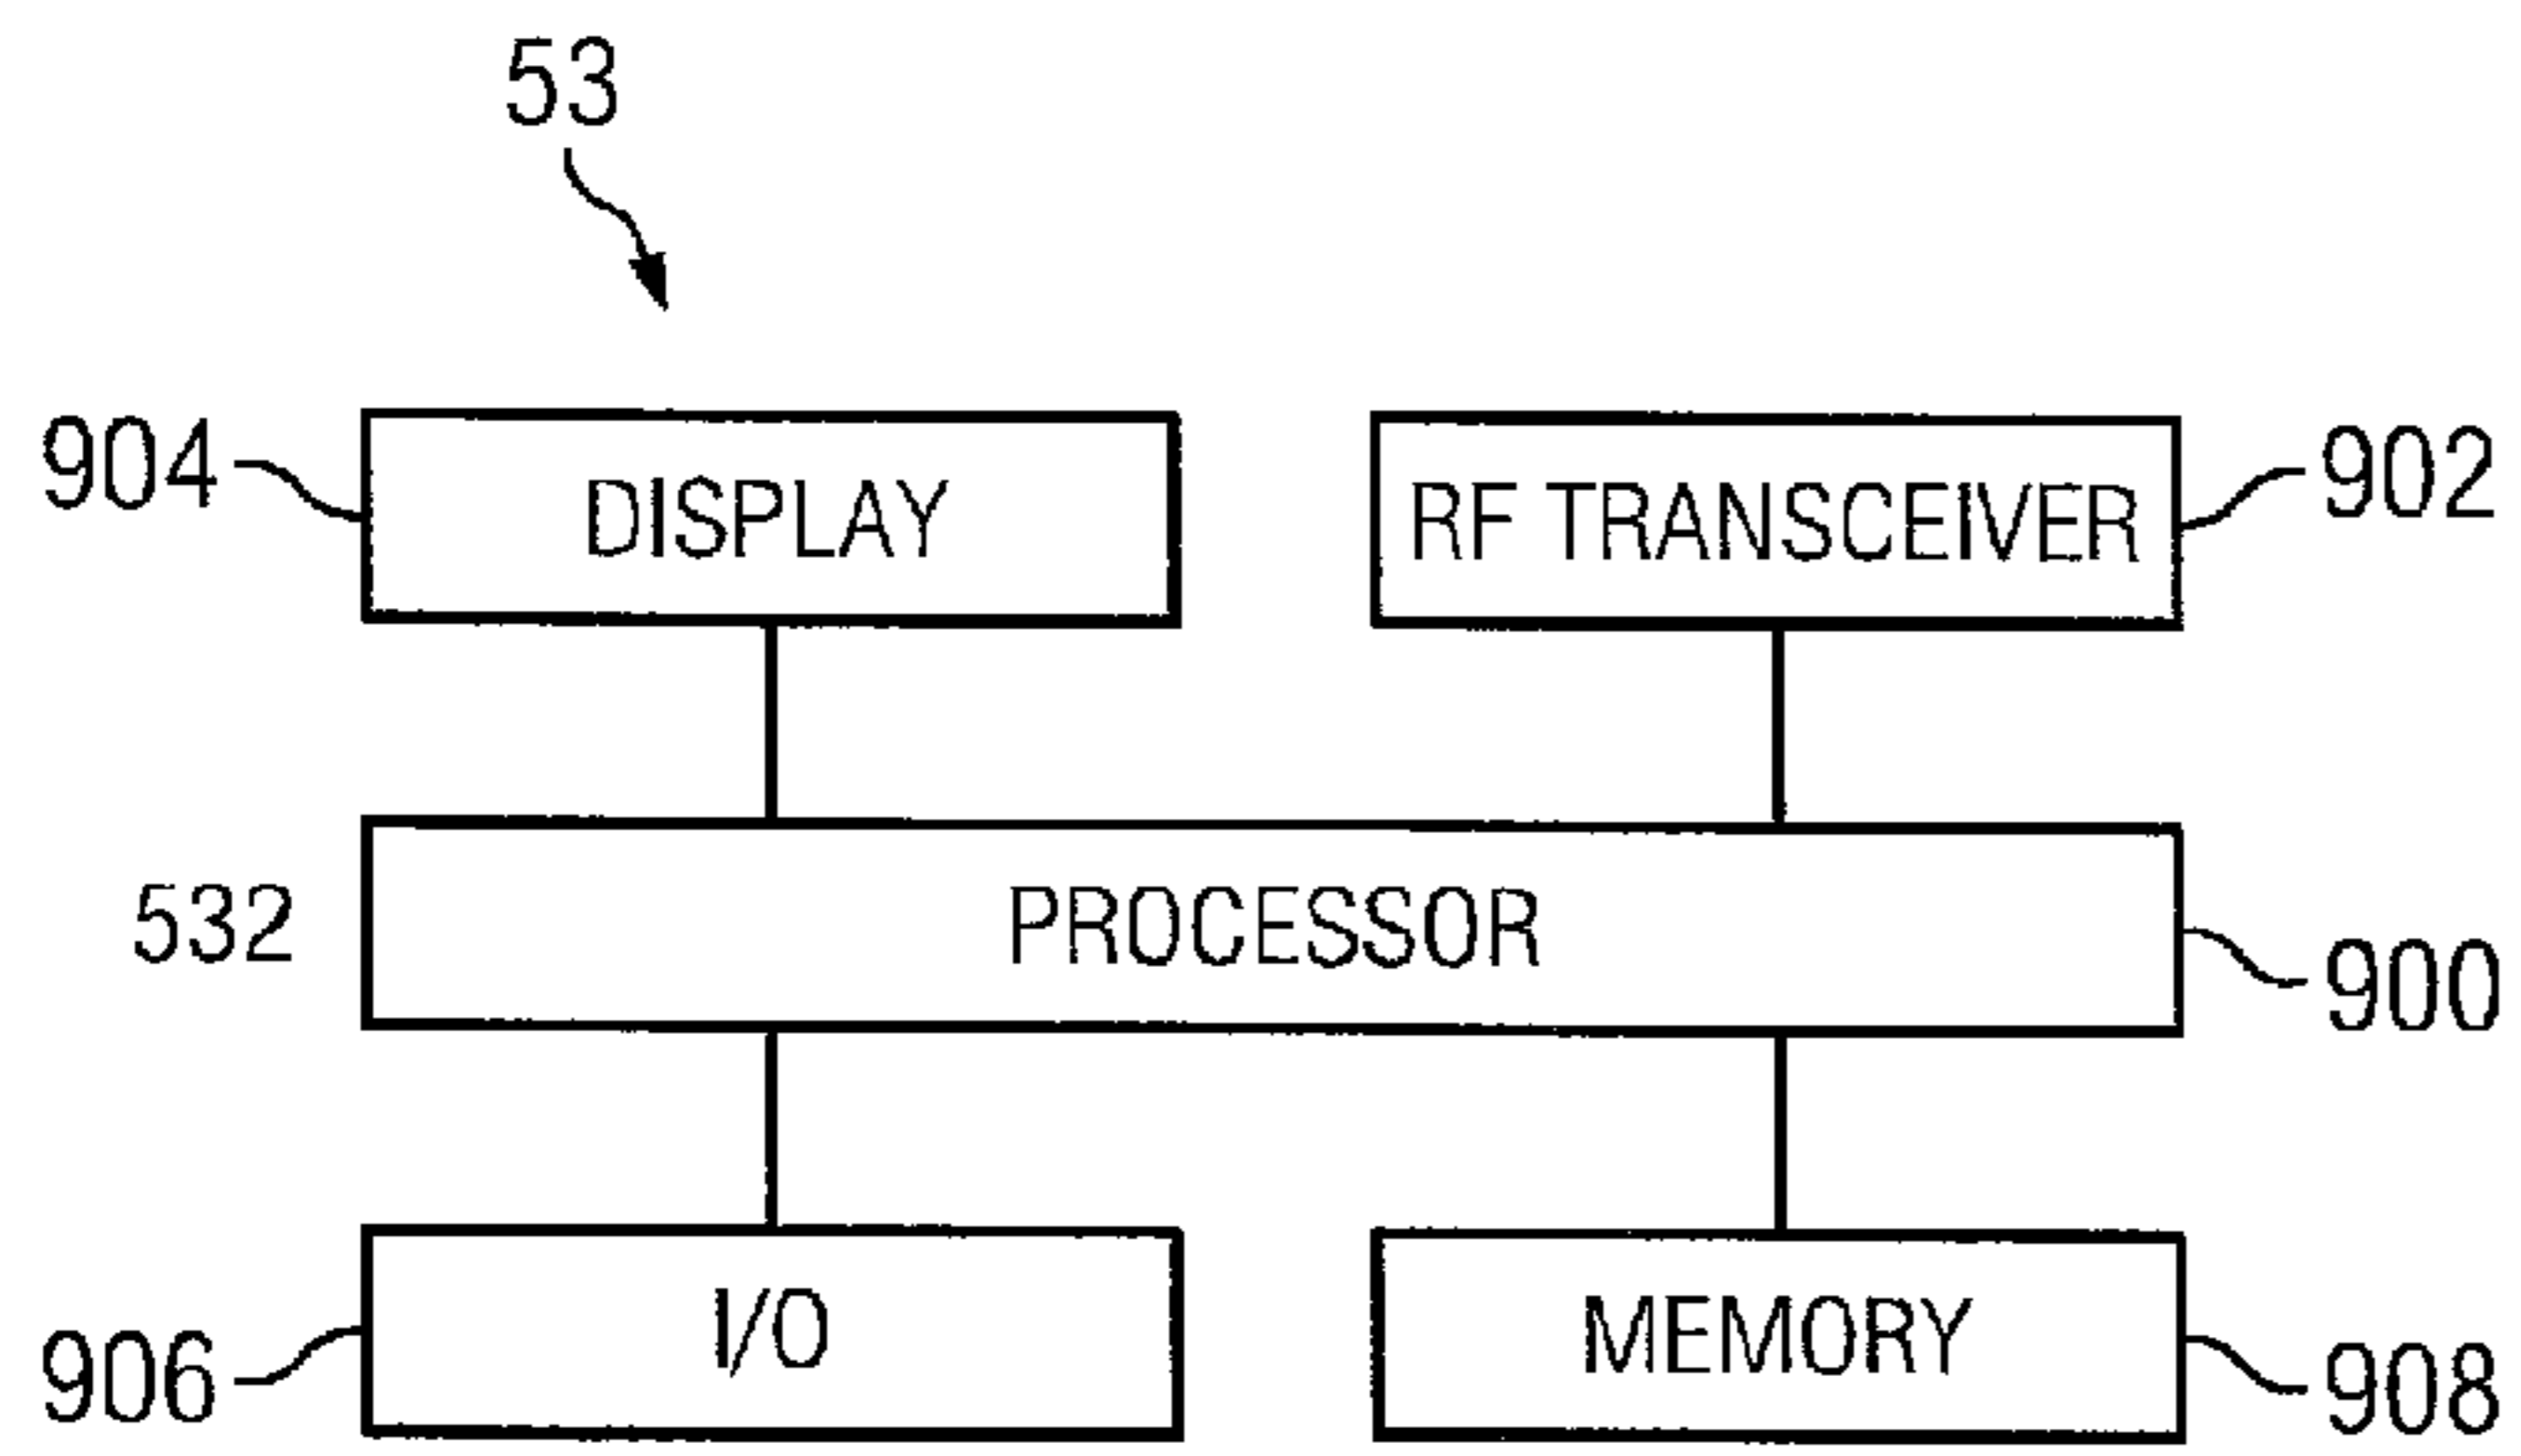 53
904 DISPLAY RF TRANSCEIVER 902
532 PROCESSOR 900
906 I/O MEMORY 908